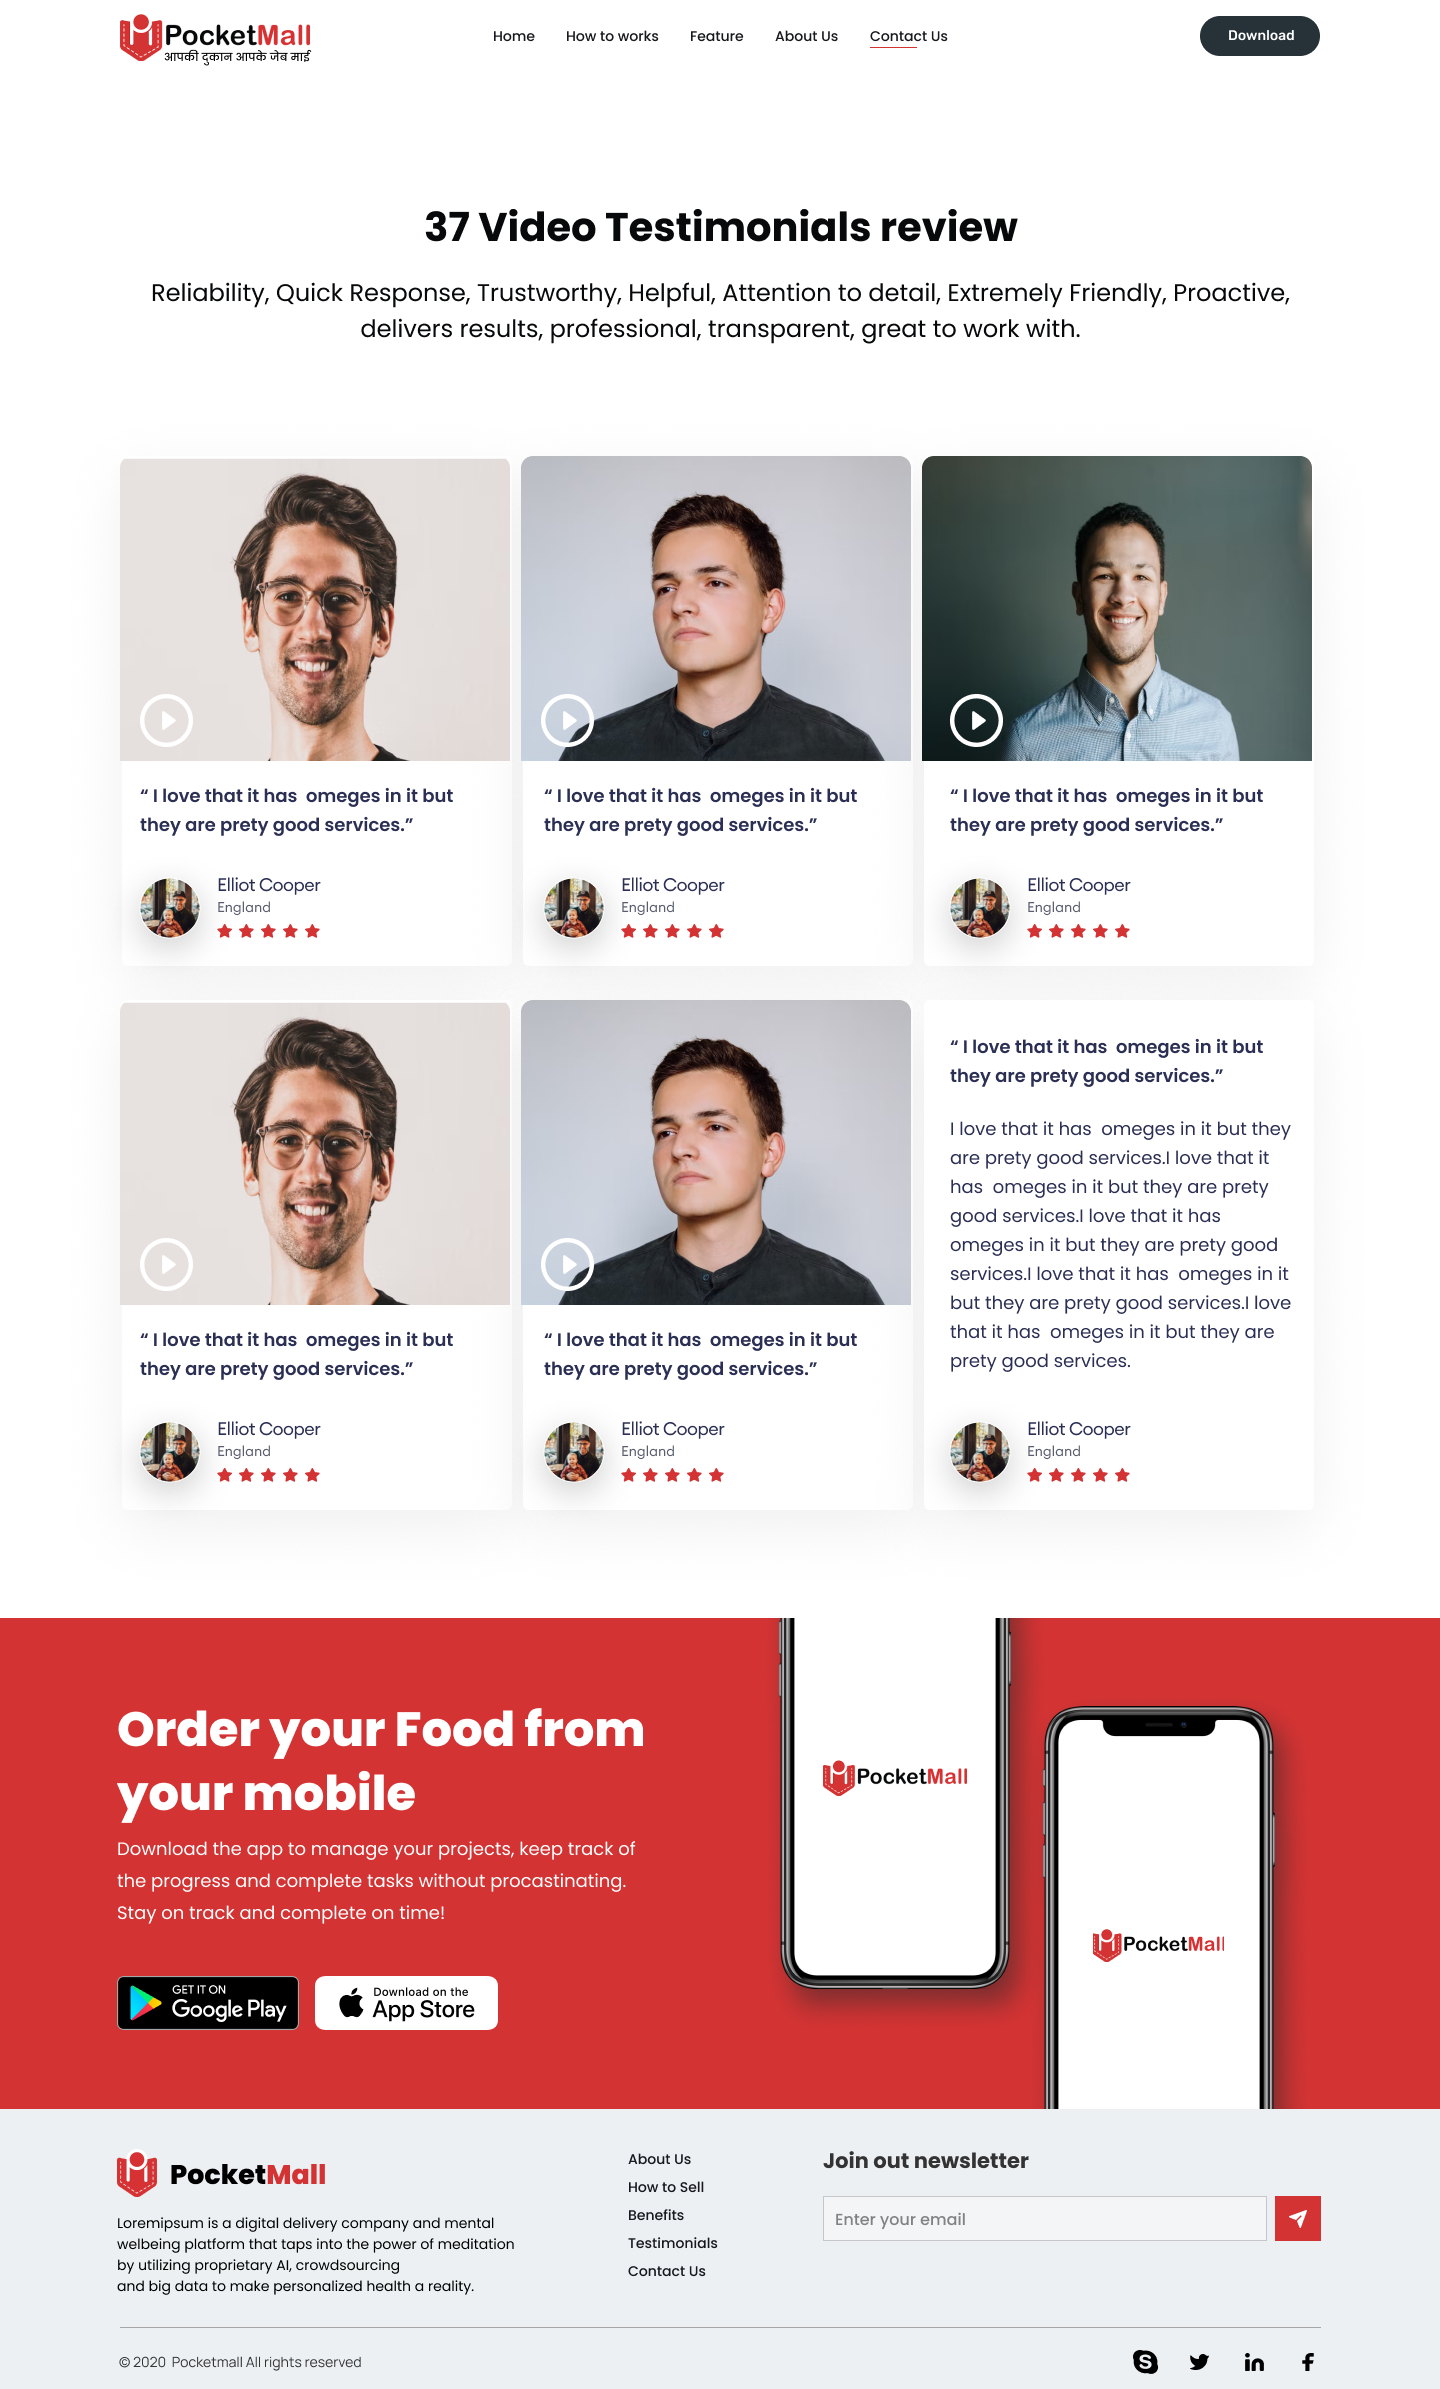 PocketMall
आपकी दुकान आपके जेब माई
Home
How to works
Feature
About Us
Contact Us
Download
37 Video Testimonials review
Reliability, Quick Response, Trustworthy, Helpful, Attention to detail, Extremely Friendly, Proactive,
delivers results, professional, transparent, great to work with.
“ I love that it has  omeges in it but
they are prety good services.”
Elliot Cooper
England
“ I love that it has  omeges in it but
they are prety good services.”
Elliot Cooper
England
“ I love that it has  omeges in it but
they are prety good services.”
Elliot Cooper
England
“ I love that it has  omeges in it but
they are prety good services.”
Elliot Cooper
England
“ I love that it has  omeges in it but
they are prety good services.”
Elliot Cooper
England
“ I love that it has  omeges in it but
they are prety good services.”
I love that it has  omeges in it but they
are prety good services.I love that it
has  omeges in it but they are prety
good services.I love that it has
omeges in it but they are prety good
services.I love that it has  omeges in it
but they are prety good services.I love
that it has  omeges in it but they are
prety good services.
Elliot Cooper
England
Order your Food from
your mobile
Download the app to manage your projects, keep track of
the progress and complete tasks without procastinating.
Stay on track and complete on time!
GET IT ON
Google Play
Download on the
App Store
PocketMall
PocketMall
PocketMall
Loremipsum is a digital delivery company and mental
welbeing platform that taps into the power of meditation
by utilizing proprietary AI, crowdsourcing
and big data to make personalized health a reality.
About Us
How to Sell
Benefits
Testimonials
Contact Us
Join out newsletter
Enter your email
© 2020  Pocketmall All rights reserved